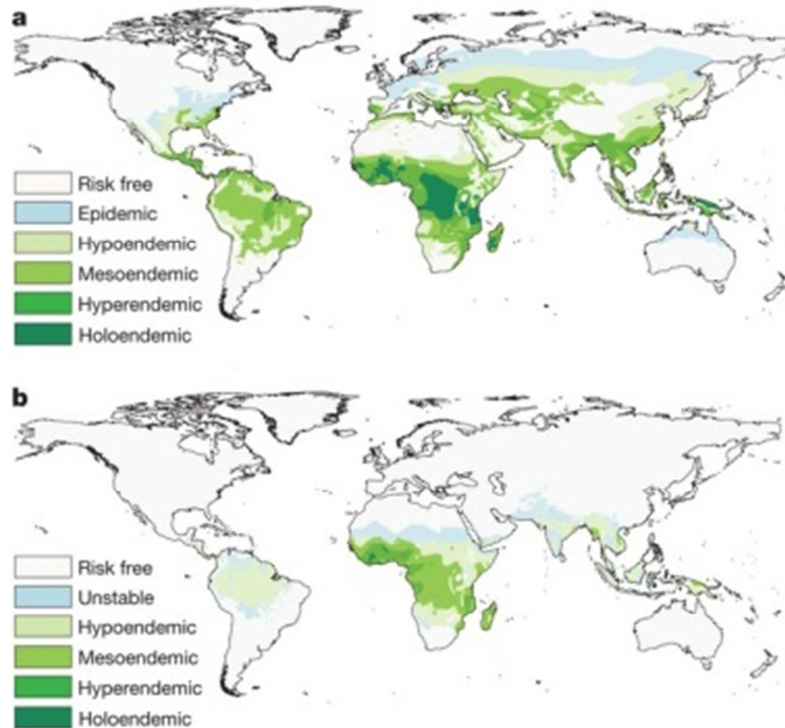 a
Risk free
Epidemic
Hypoendemic
Mesoendemic
Hyperendemic
Holoendemic
b
Risk free
Unstable
Hypoendemic
Mesoendemic
Hyperendemic
Holoendemic